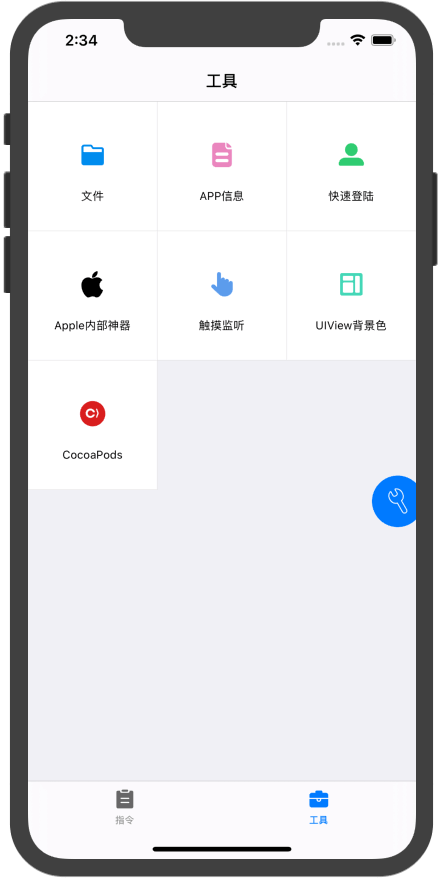 2:34
工具
文件
APP信息
快速登陆
Apple内部神器
触摸监听
UIView背景色
CocoaPods
指令
工具